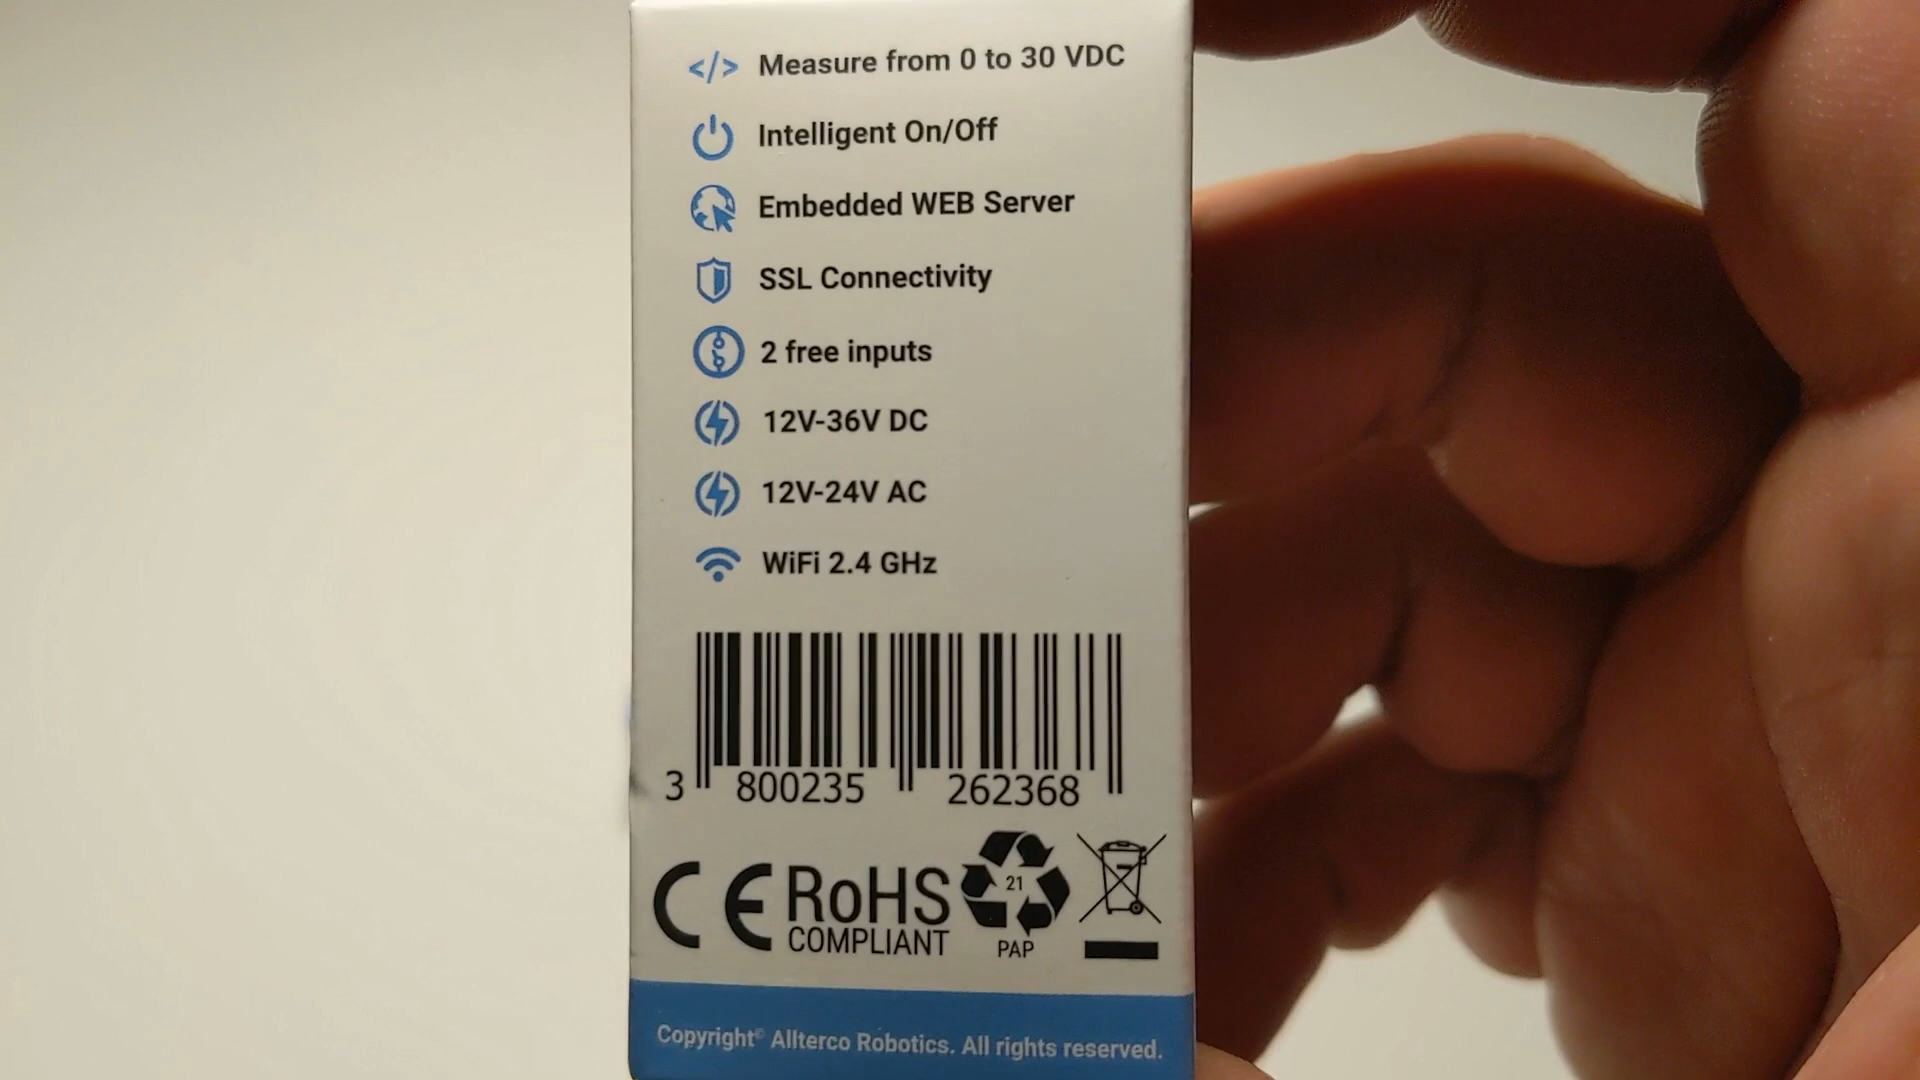 </> Measure from 0 to 30 VDC
Intelligent On/Off
Embedded WEB Server
SSL Connectivity
2 free inputs
12V-36V DC
12V-24V AC
WiFi 2.4 GHz
3 800235 262368
CE RoHS COMPLIANT
21
PAP
Copyright© Allterco Robotics. All rights reserved.